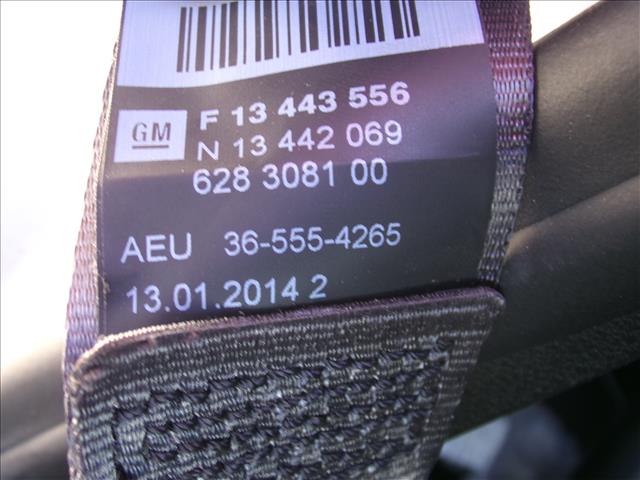 F 13 443 556
GM
N 13 442 069
628 3081 00
AEU 36-555-4265
13.01.2014 2